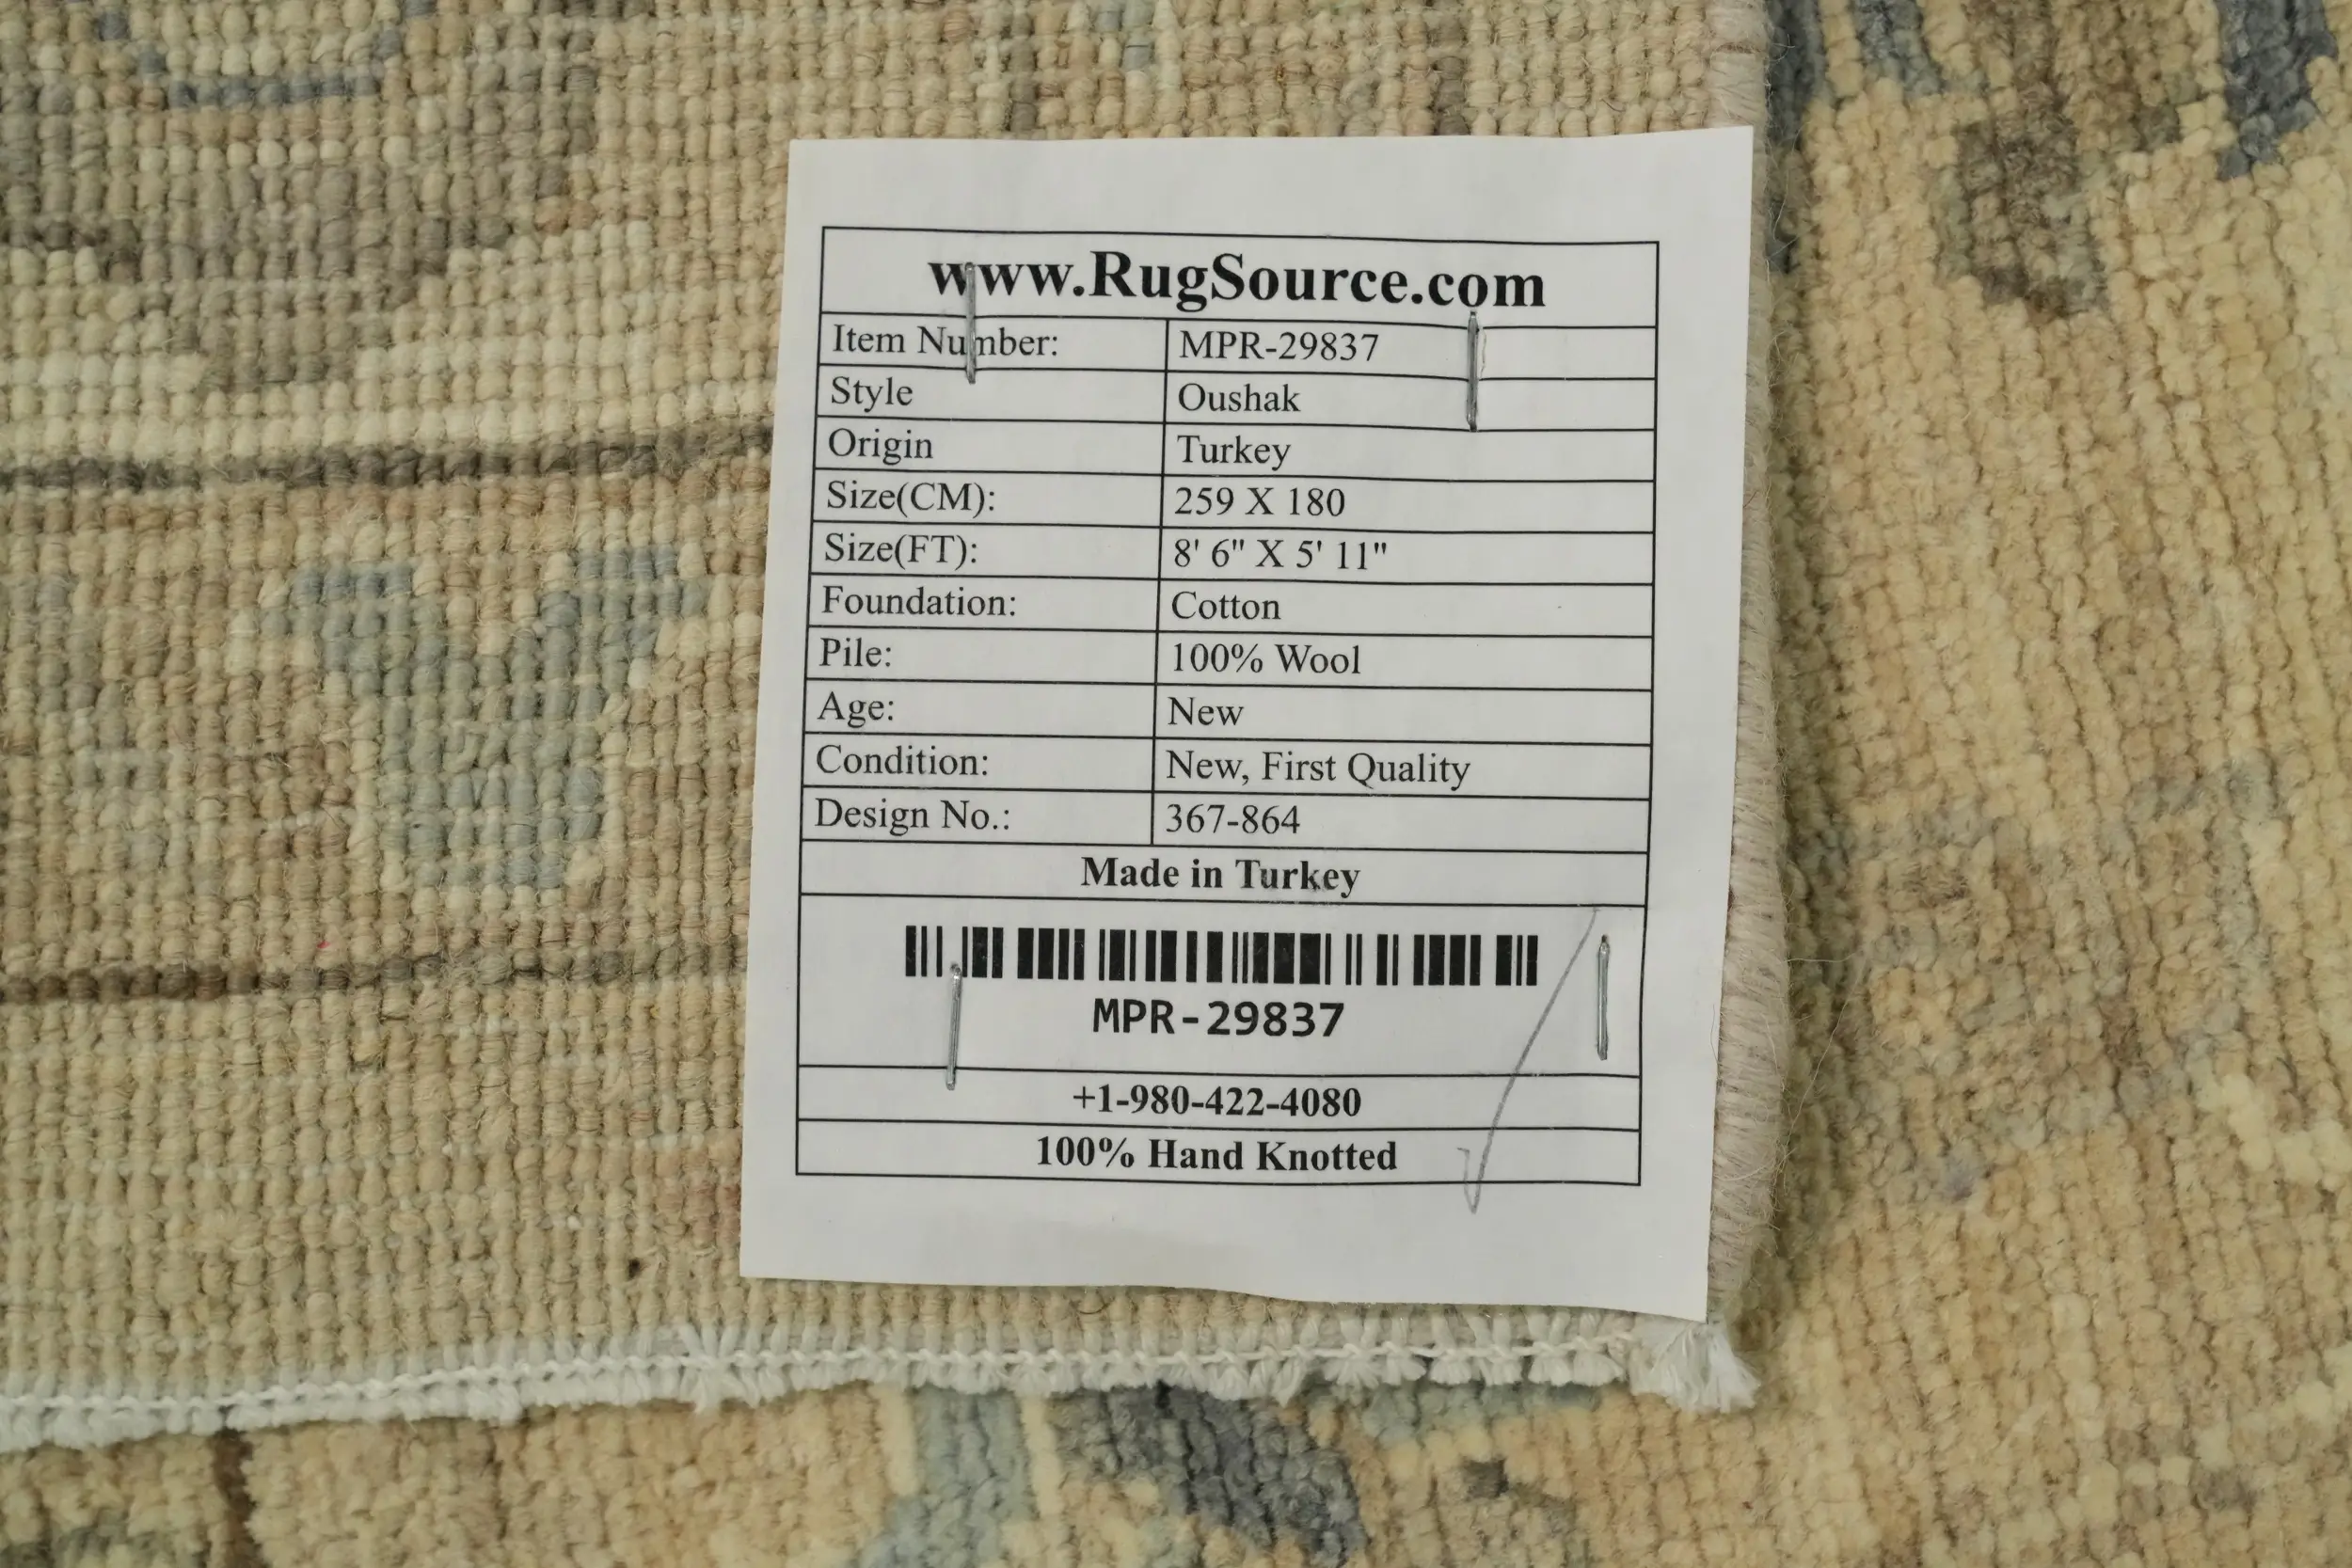 www.RugSource.com
Item Number: MPR-29837
Style Oushak
Origin Turkey
Size(CM): 259 X 180
Size(FT): 8' 6" X 5' 11"
Foundation: Cotton
Pile: 100% Wool
Age: New
Condition: New, First Quality
Design No.: 367-864
Made in Turkey
MPR-29837
+1-980-422-4080
100% Hand Knotted